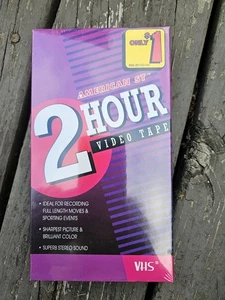 ONLY
$1
AMERICAN ST
2 HOUR
VIDEO TAPE
• IDEAL FOR RECORDING
FULL LENGTH MOVIES &
SPORTING EVENTS
• SHARPEST PICTURE &
BRILLIANT COLOR
• SUPERB STEREO SOUND
VHS